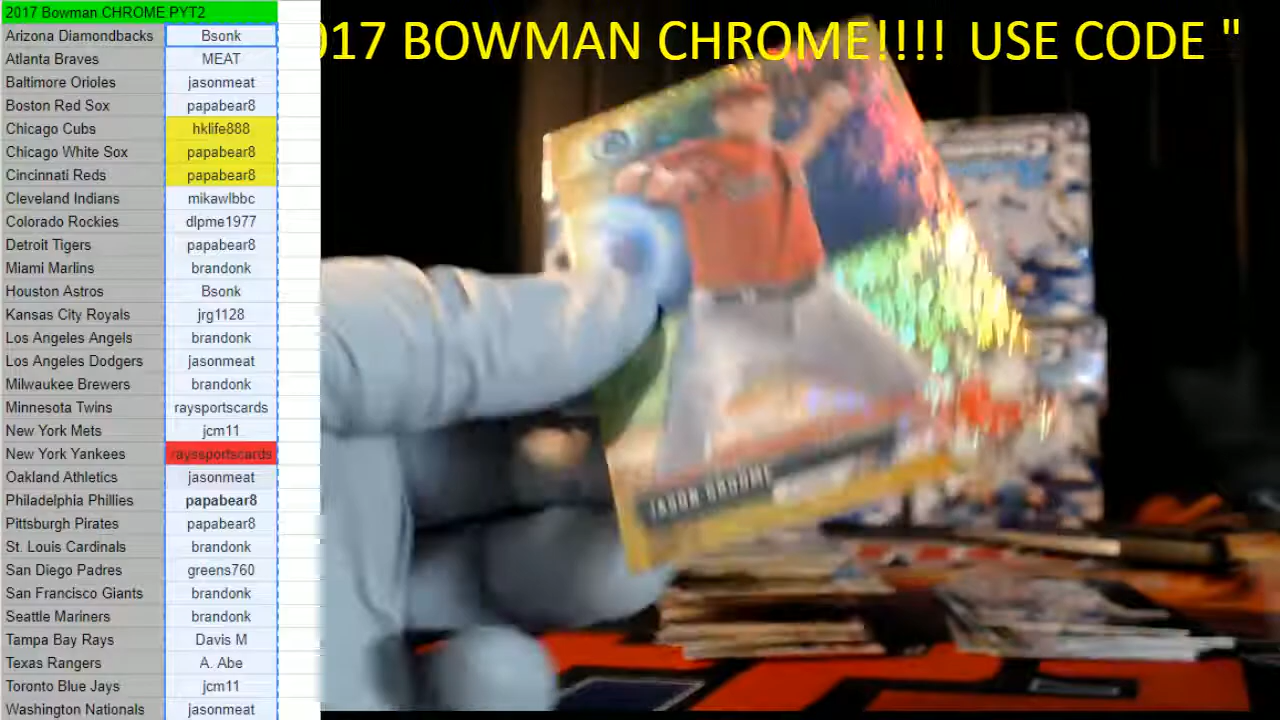 2017 Bowman CHROME PYT2
Arizona Diamondbacks Bsonk
Atlanta Braves MEAT
Baltimore Orioles jasonmeat
Boston Red Sox papabear8
Chicago Cubs hklife888
Chicago White Sox papabear8
Cincinnati Reds papabear8
Cleveland Indians mikawlbbc
Colorado Rockies dlpme1977
Detroit Tigers papabear8
Miami Marlins brandonk
Houston Astros Bsonk
Kansas City Royals jrg1128
Los Angeles Angels brandonk
Los Angeles Dodgers jasonmeat
Milwaukee Brewers brandonk
Minnesota Twins raysportscards
New York Mets jcm11
New York Yankees rayssportscards
Oakland Athletics jasonmeat
Philadelphia Phillies papabear8
Pittsburgh Pirates papabear8
St. Louis Cardinals brandonk
San Diego Padres greens760
San Francisco Giants brandonk
Seattle Mariners brandonk
Tampa Bay Rays Davis M
Texas Rangers A. Abe
Toronto Blue Jays jcm11
Washington Nationals jasonmeat
017 BOWMAN CHROME!!!! USE CODE "
JASON GROOME